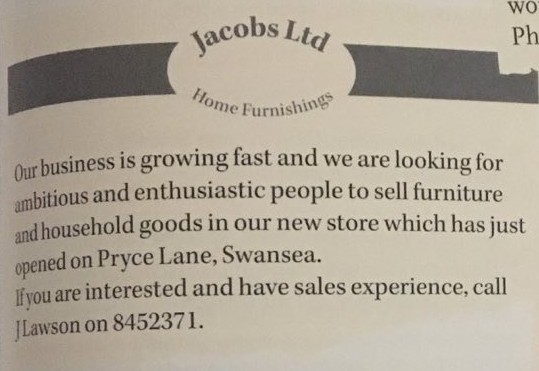 Jacobs Ltd
Home Furnishings
Our business is growing fast and we are looking for
ambitious and enthusiastic people to sell furniture
and household goods in our new store which has just
opened on Pryce Lane, Swansea.
If you are interested and have sales experience, call
J Lawson on 8452371.